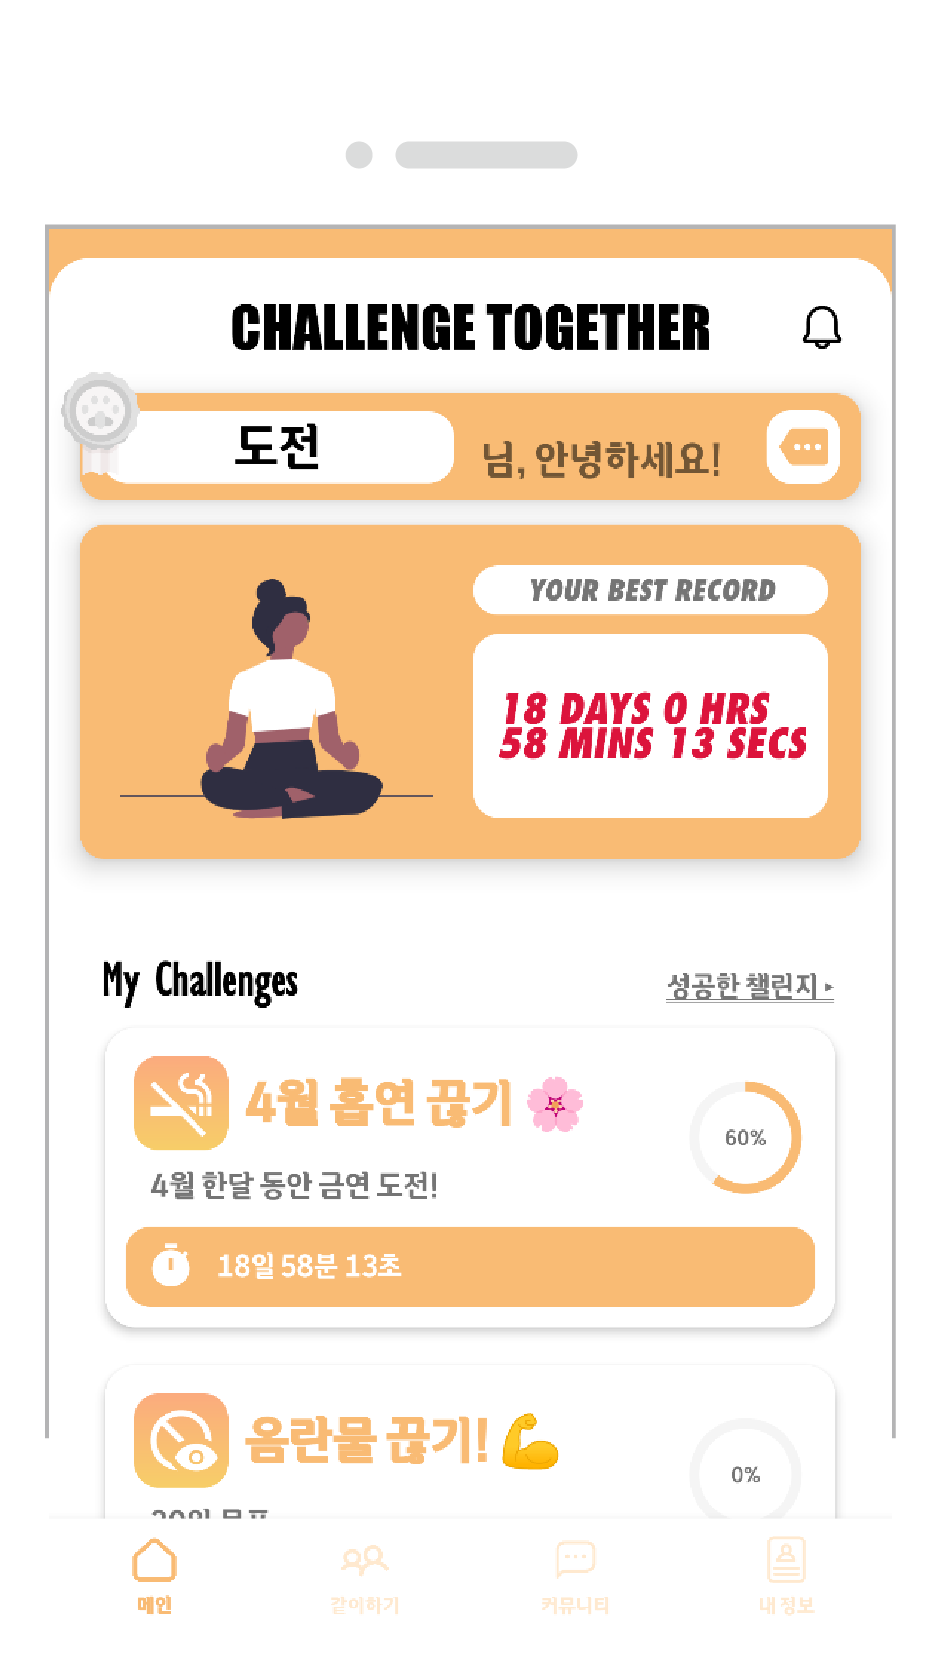 CHALLENGE TOGETHER
도전
님, 안녕하세요!
YOUR BEST RECORD
18 DAYS 0 HRS
58 MINS 13 SECS
My Challenges
성공한 챌린지 ▸
4월 흡연 끊기 🌸
60%
4월 한달 동안 금연 도전!
18일 58분 13초
음란물 끊기! 💪
0%
메인
같이하기
커뮤니티
내 정보